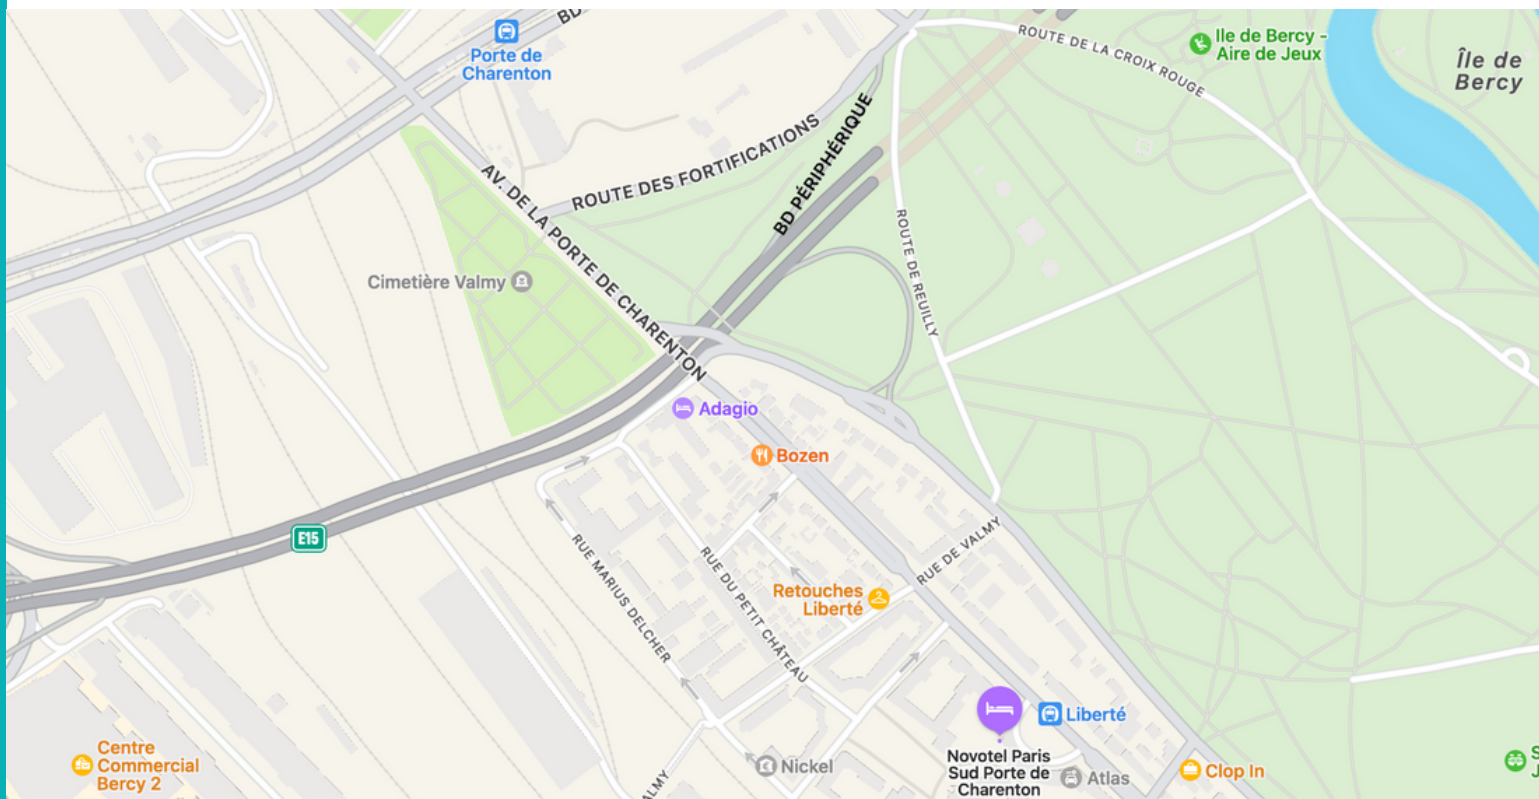 BD
Porte de
Charenton
ROUTE DE LA CROIX ROUGE
Ile de Bercy -
Aire de Jeux
Île de
Bercy
ROUTE DES FORTIFICATIONS
BD PÉRIPHÉRIQUE
AV. DE LA PORTE DE CHARENTON
ROUTE DE REUILLY
Cimetière Valmy
Adagio
Bozen
E15
RUE MARIUS DELCHER
RUE DU PETIT CHÂTEAU
RUE DE VALMY
Retouches
Liberté
Liberté
Novotel Paris
Sud Porte de
Charenton
Nickel
Atlas
Clop In
Centre
Commercial
Bercy 2
ALMY
S
J